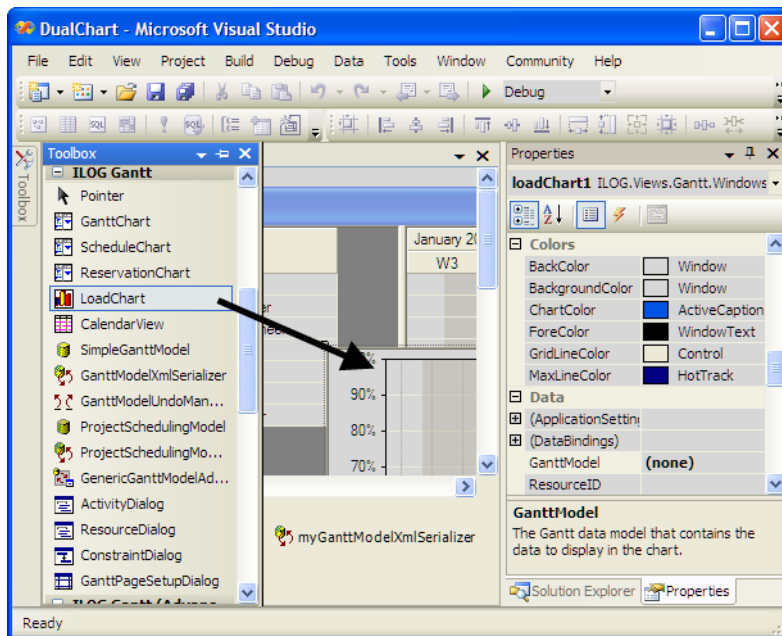 DualChart - Microsoft Visual Studio
File Edit View Project Build Debug Data Tools Window Community Help
Debug
SQL SQL
Toolbox
Toolbox
ILOG Gantt
Pointer
GanttChart
ScheduleChart
ReservationChart
LoadChart
CalendarView
SimpleGanttModel
GanttModelXmlSerializer
GanttModelUndoMan...
ProjectSchedulingModel
ProjectSchedulingMo...
GenericGanttModelAd...
ActivityDialog
ResourceDialog
ConstraintDialog
GanttPageSetupDialog
January 20
W3
90%
80%
70%
myGanttModelXmlSerializer
Properties
loadChart1 ILOG.Views.Gantt.Windows
Colors
BackColor Window
BackgroundColor Window
ChartColor ActiveCaption
ForeColor WindowText
GridLineColor Control
MaxLineColor HotTrack
Data
(ApplicationSettin
(DataBindings)
GanttModel (none)
ResourceID
GanttModel
The Gantt data model that contains the
data to display in the chart.
Solution Explorer Properties
Ready